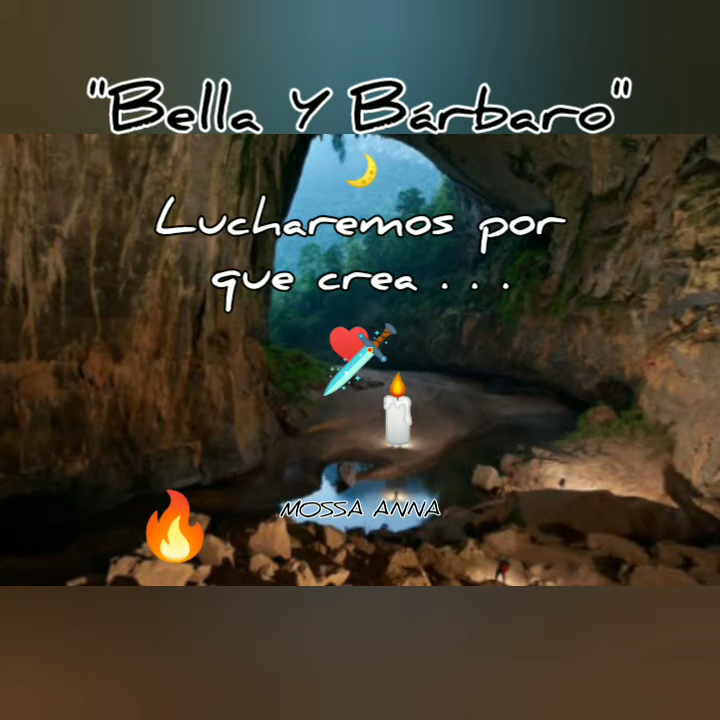 "Bella Y Bárbaro"
Lucharemos por
que crea . . .
MOSSA ANNA